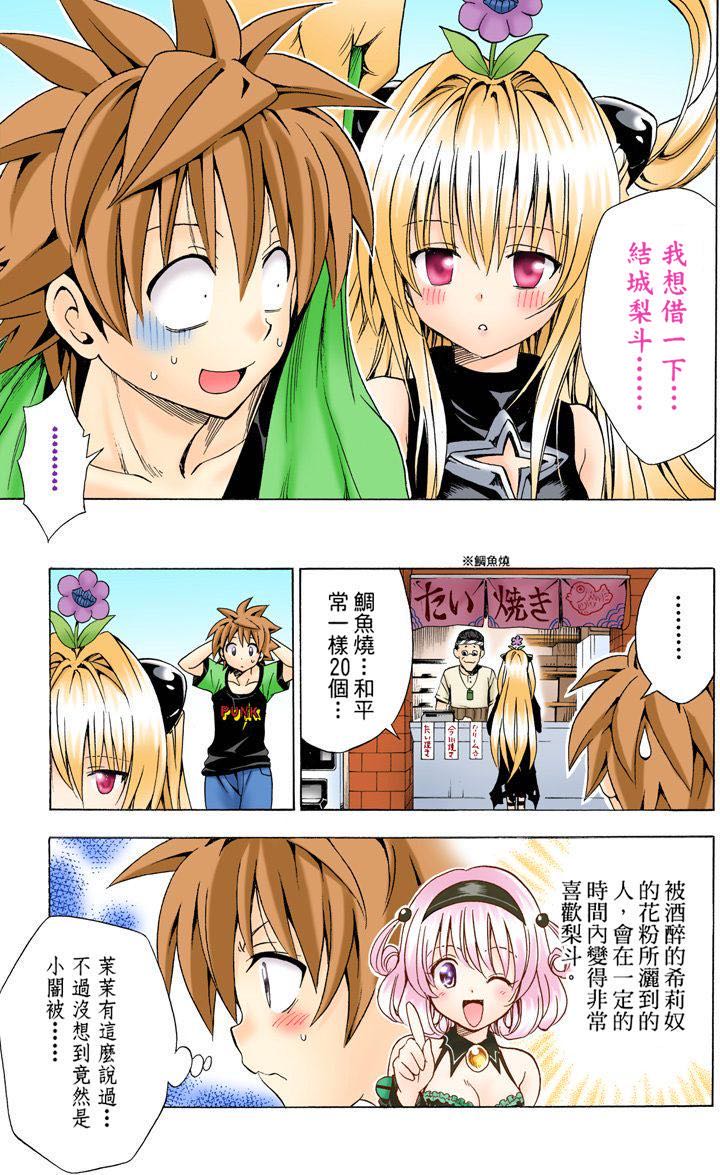 我想借一下…
結城梨斗……
………
※鯛魚燒
……
たい焼き
鯛魚燒…和平
常一樣20個…
PUNK
被酒醉的希莉奴
的花粉所灑到的
人，會在一定的
時間內變得非常
喜歡梨斗。
茉茉有這麼說過…
不過沒想到竟然是
小闇被……